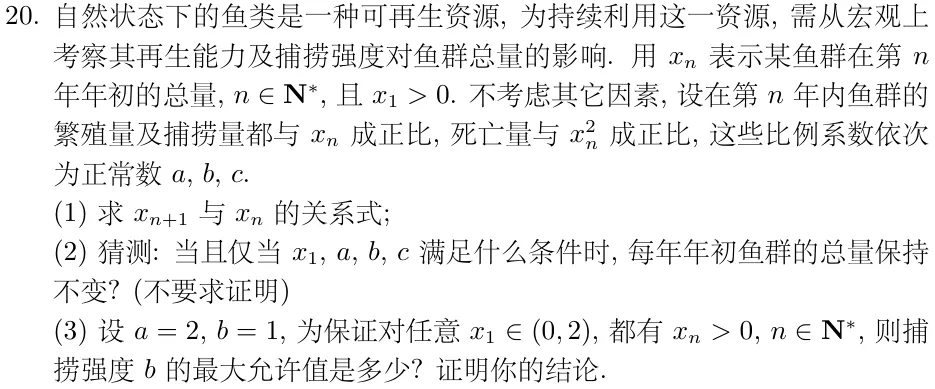 20. 自然状态下的鱼类是一种可再生资源, 为持续利用这一资源, 需从宏观上
考察其再生能力及捕捞强度对鱼群总量的影响. 用 xₙ 表示某鱼群在第 n
年年初的总量, n ∈ N*, 且 x₁ > 0. 不考虑其它因素, 设在第 n 年内鱼群的
繁殖量及捕捞量都与 xₙ 成正比, 死亡量与 xₙ² 成正比, 这些比例系数依次
为正常数 a, b, c.
(1) 求 xₙ₊₁ 与 xₙ 的关系式;
(2) 猜测: 当且仅当 x₁, a, b, c 满足什么条件时, 每年年初鱼群的总量保持
不变? (不要求证明)
(3) 设 a = 2, b = 1, 为保证对任意 x₁ ∈ (0, 2), 都有 xₙ > 0, n ∈ N*, 则捕
捞强度 b 的最大允许值是多少? 证明你的结论.